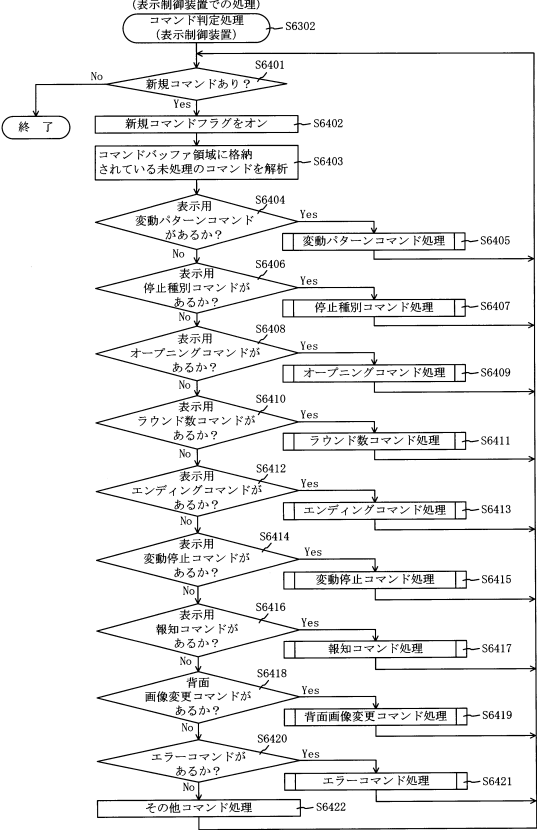 (表示制御装置での処理)
コマンド判定処理
(表示制御装置)
S6302
S6401
No
新規コマンドあり?
Yes
終 了
新規コマンドフラグをオン
S6402
コマンドバッファ領域に格納
されている未処理のコマンドを解析
S6403
S6404
表示用
変動パターンコマンド
があるか?
Yes
No
変動パターンコマンド処理
S6405
S6406
表示用
停止種別コマンドが
あるか?
Yes
No
停止種別コマンド処理
S6407
S6408
表示用
オープニングコマンドが
あるか?
Yes
No
オープニングコマンド処理
S6409
S6410
表示用
ラウンド数コマンドが
あるか?
Yes
No
ラウンド数コマンド処理
S6411
S6412
表示用
エンディングコマンドが
あるか?
Yes
No
エンディングコマンド処理
S6413
S6414
表示用
変動停止コマンドが
あるか?
Yes
No
変動停止コマンド処理
S6415
S6416
表示用
報知コマンドが
あるか?
Yes
No
報知コマンド処理
S6417
S6418
背面
画像変更コマンドが
あるか?
Yes
No
背面画像変更コマンド処理
S6419
S6420
エラーコマンドが
あるか?
Yes
No
エラーコマンド処理
S6421
その他コマンド処理
S6422